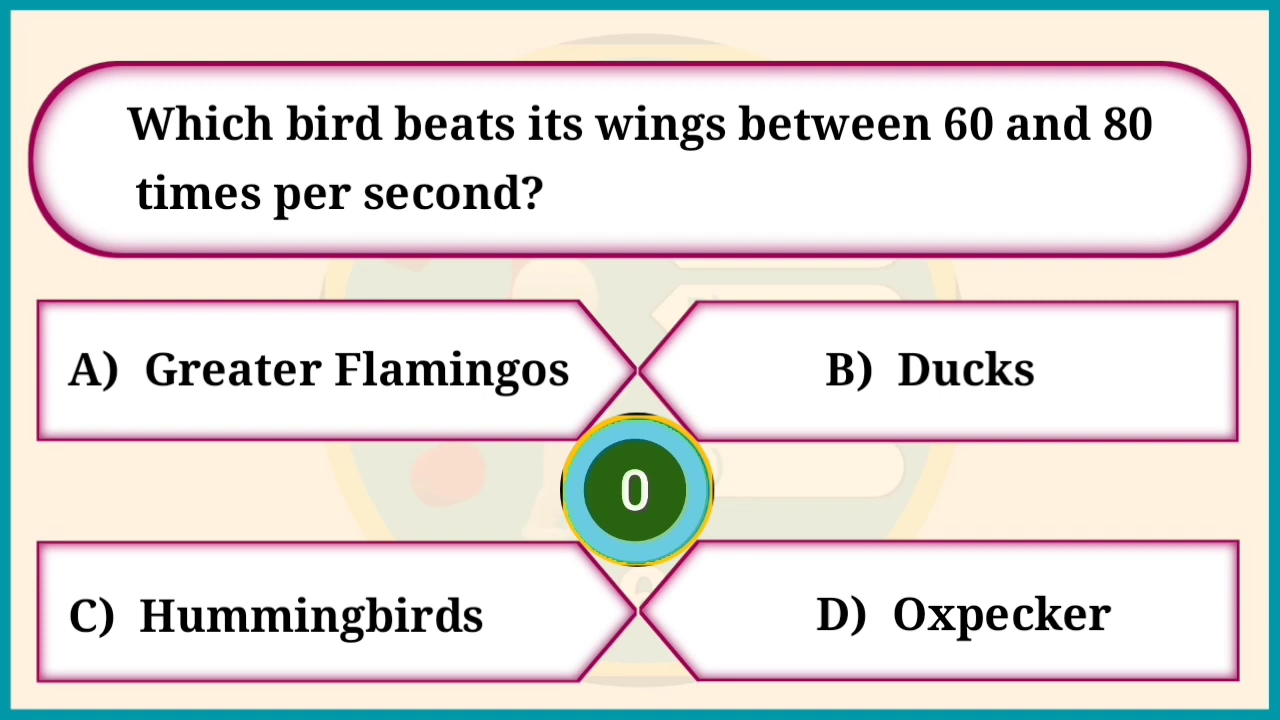 Which bird beats its wings between 60 and 80
times per second?
A) Greater Flamingos
B) Ducks
0
C) Hummingbirds
D) Oxpecker